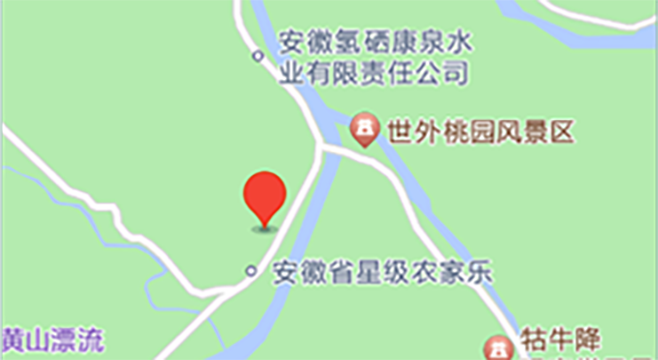 安徽氢硒康泉水
业有限责任公司
世外桃园风景区
安徽省星级农家乐
黄山漂流
牯牛降